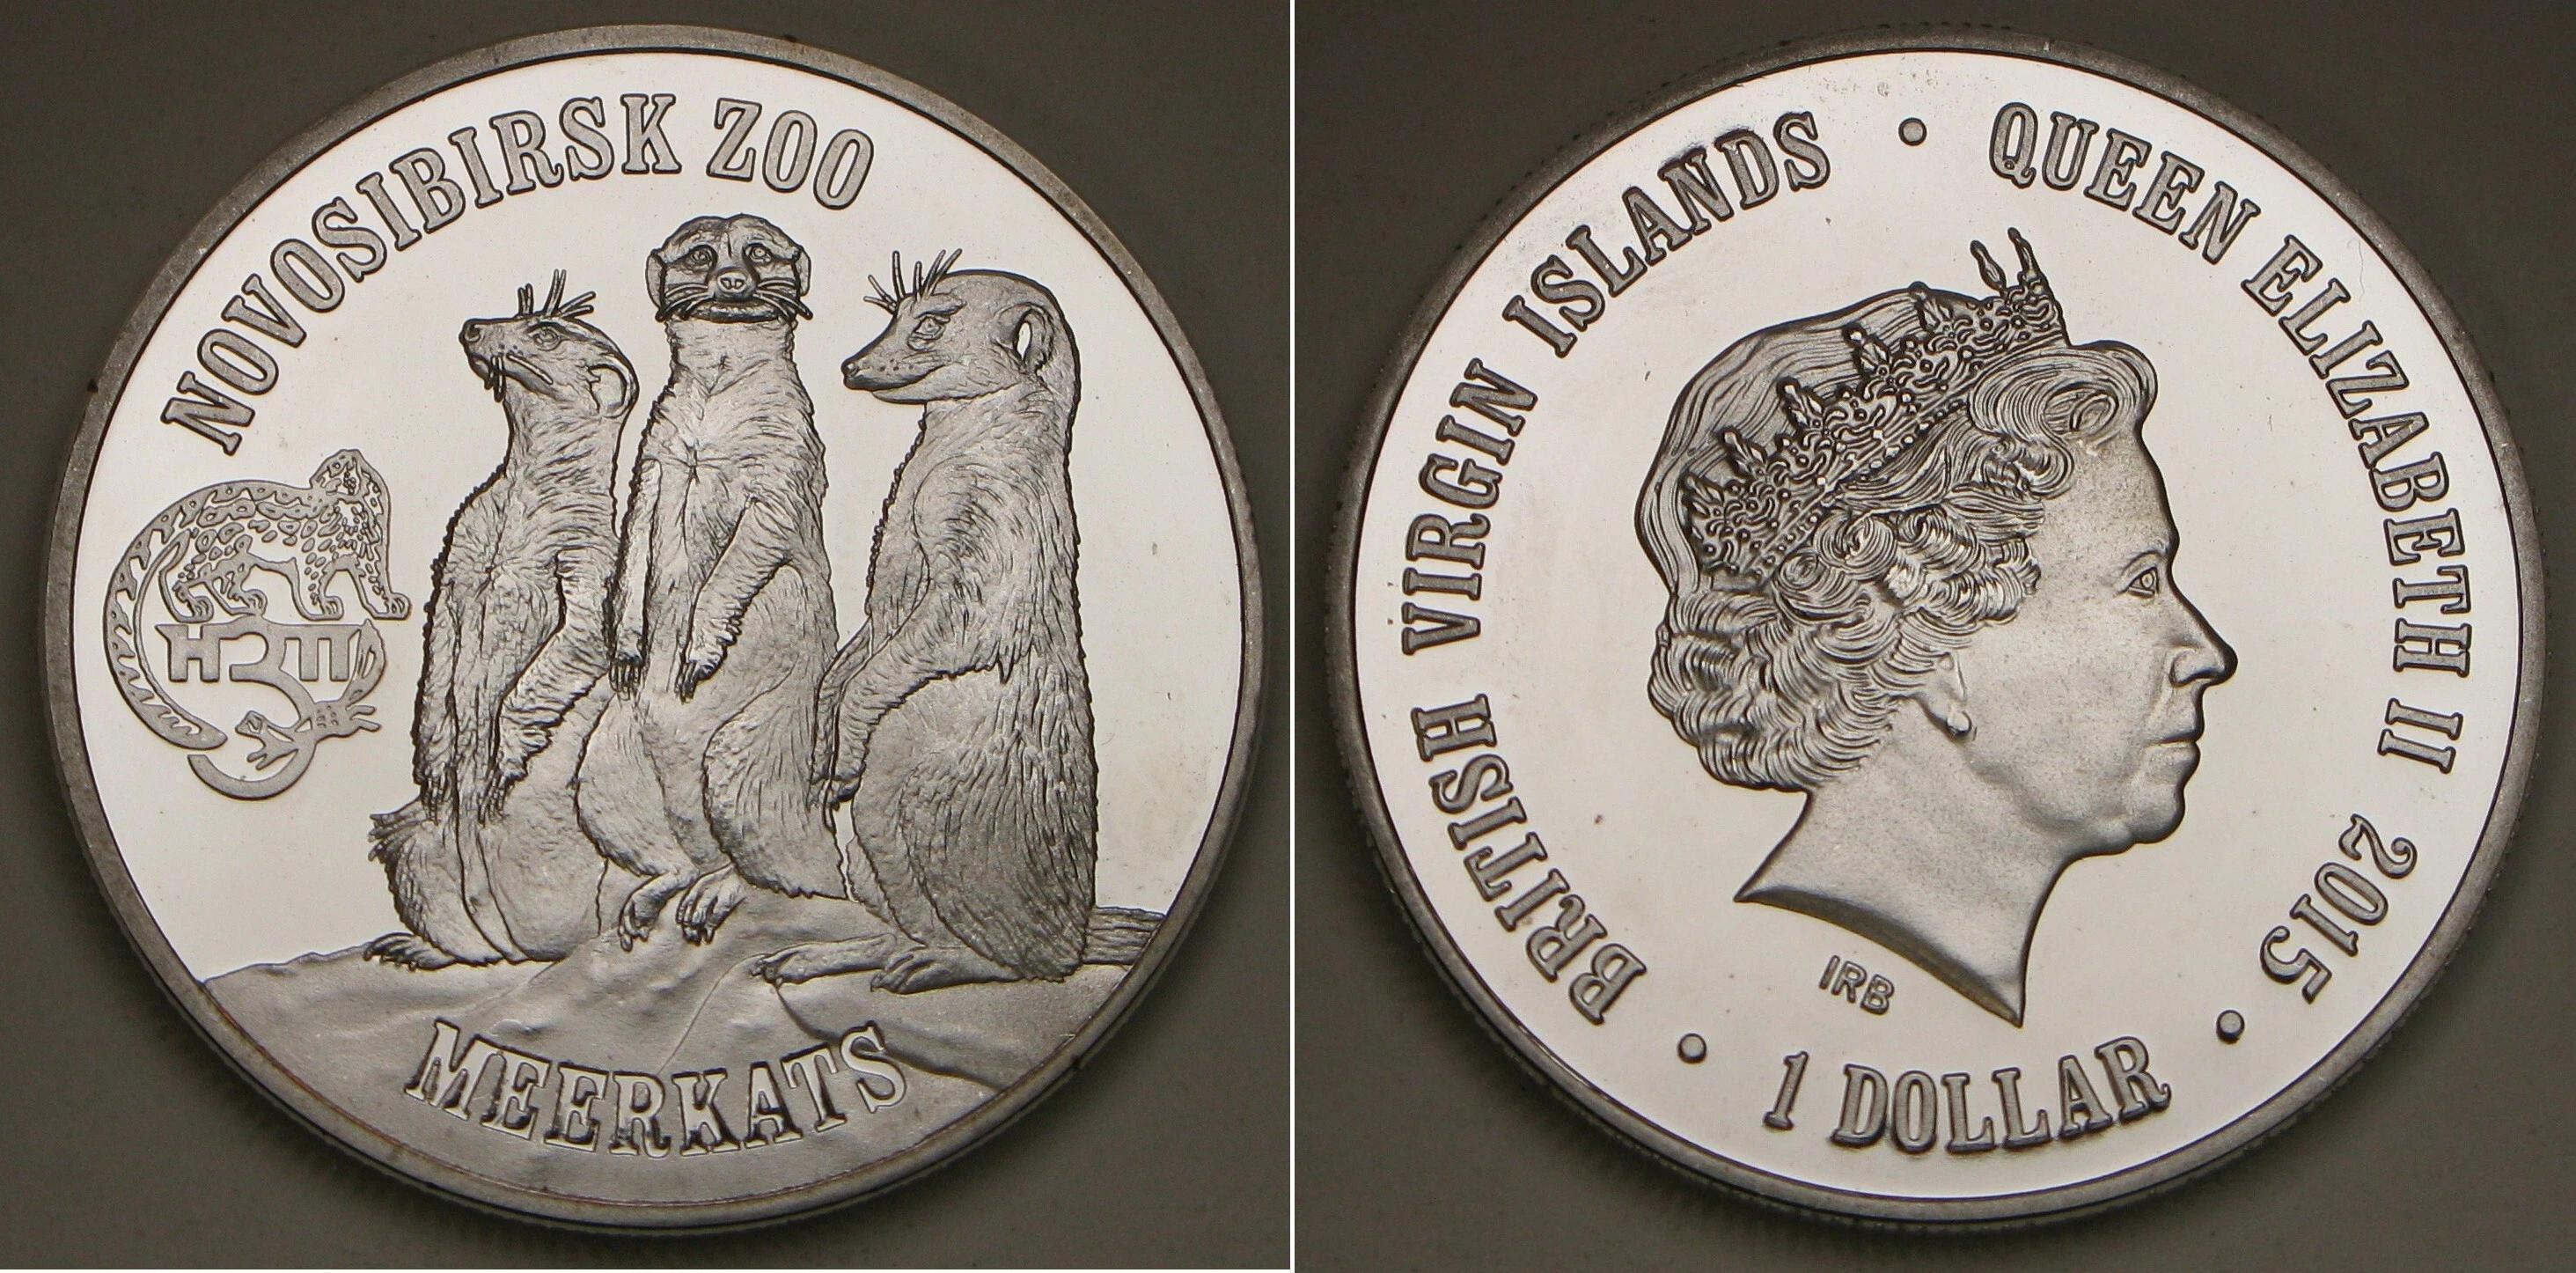 NOVOSIBIRSK ZOO
НЗП
MEERKATS
BRITISH VIRGIN ISLANDS • QUEEN ELIZABETH II 2015 •
IRB
• 1 DOLLAR